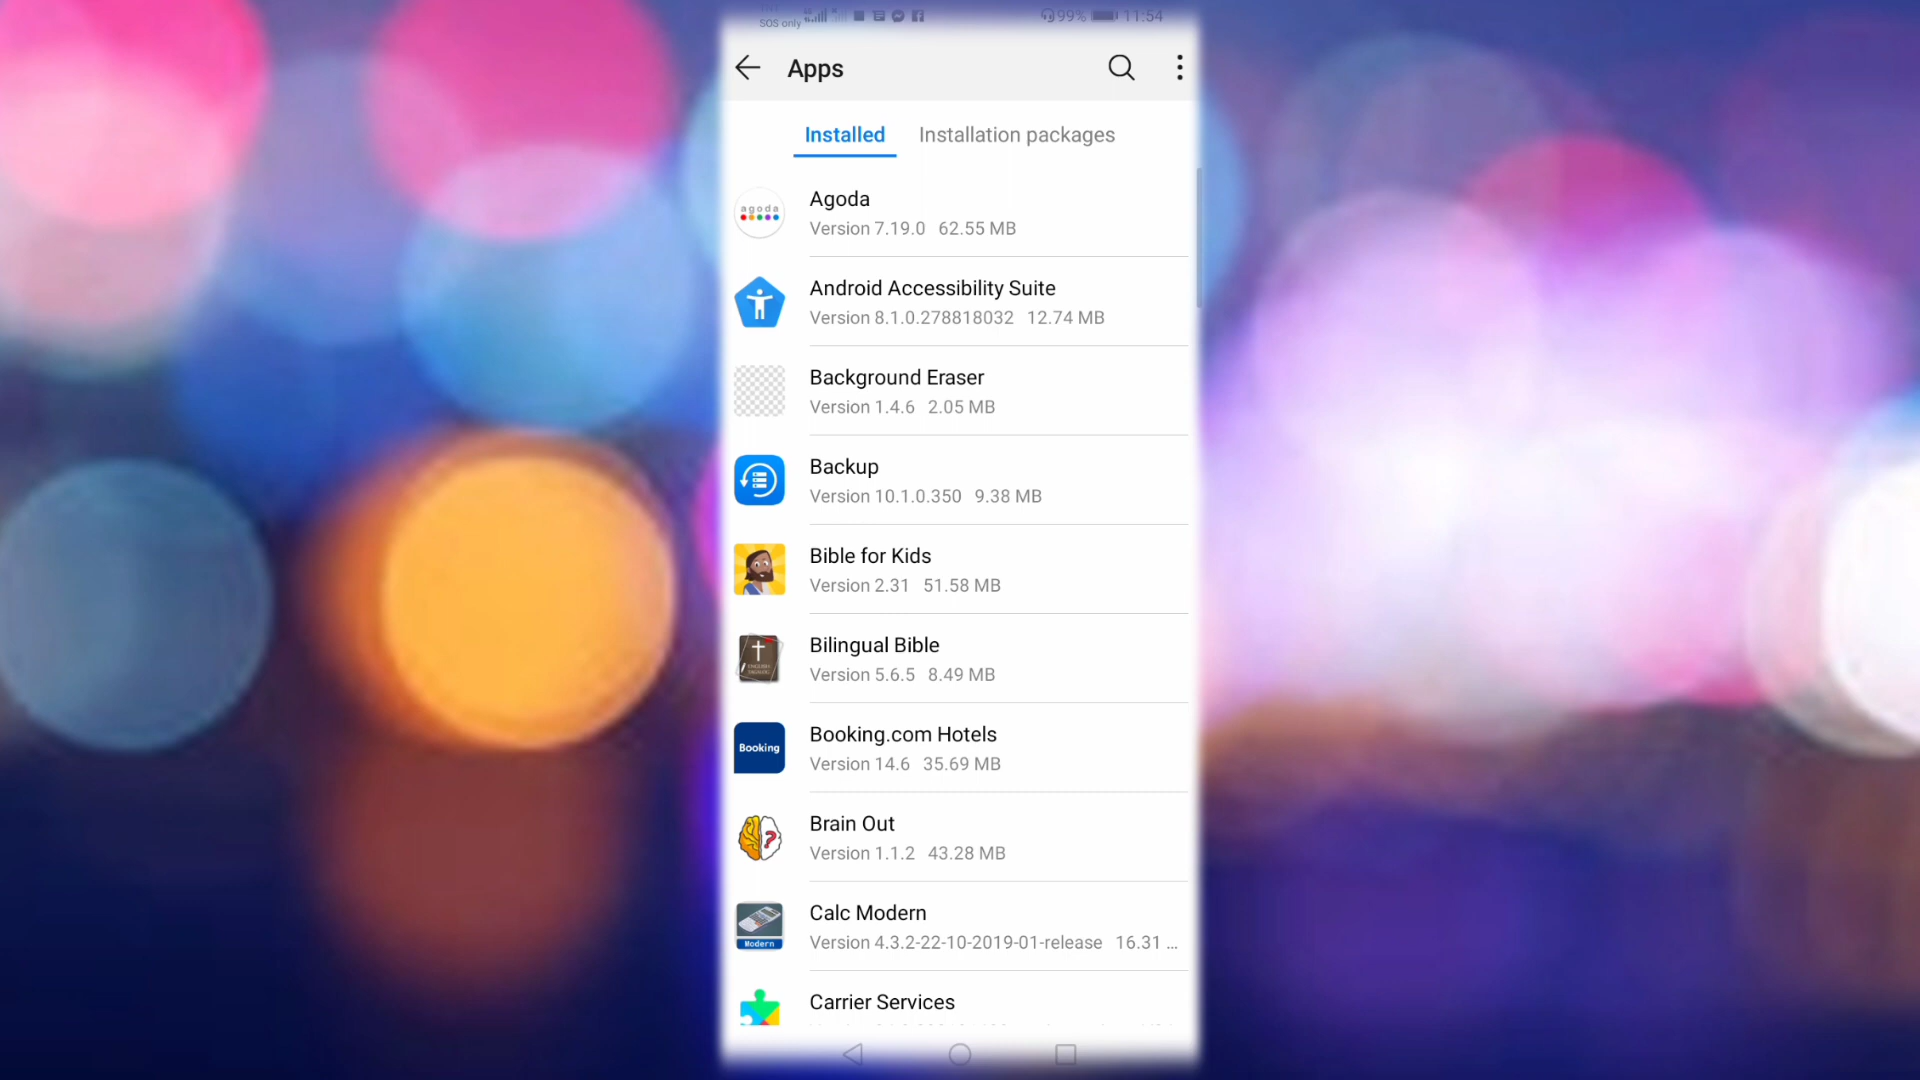 SOS only 99% 11:54
Apps
Installed Installation packages
agoda
Agoda
Version 7.19.0 62.55 MB
Android Accessibility Suite
Version 8.1.0.278818032 12.74 MB
Background Eraser
Version 1.4.6 2.05 MB
Backup
Version 10.1.0.350 9.38 MB
Bible for Kids
Version 2.31 51.58 MB
Bilingual Bible
Version 5.6.5 8.49 MB
Booking
Booking.com Hotels
Version 14.6 35.69 MB
Brain Out
Version 1.1.2 43.28 MB
Calc Modern
Modern
Version 4.3.2-22-10-2019-01-release 16.31 ...
Carrier Services